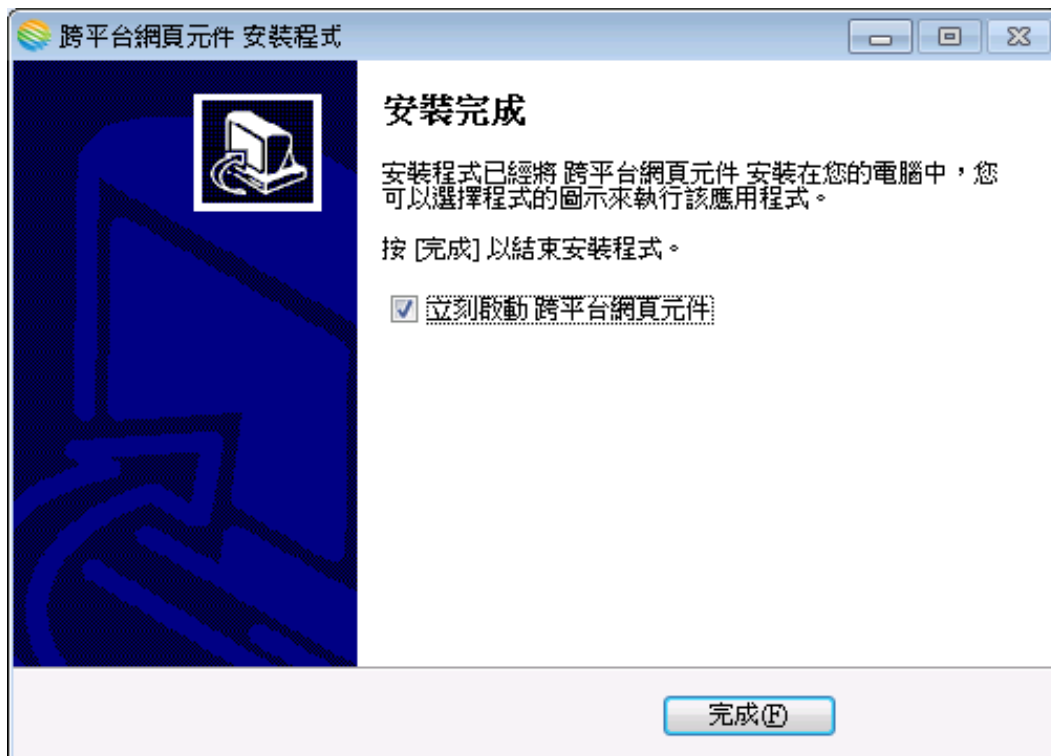 跨平台網頁元件 安裝程式
安裝完成
安裝程式已經將 跨平台網頁元件 安裝在您的電腦中，您
可以選擇程式的圖示來執行該應用程式。
按 [完成] 以結束安裝程式。
立刻啟動 跨平台網頁元件
完成(F)